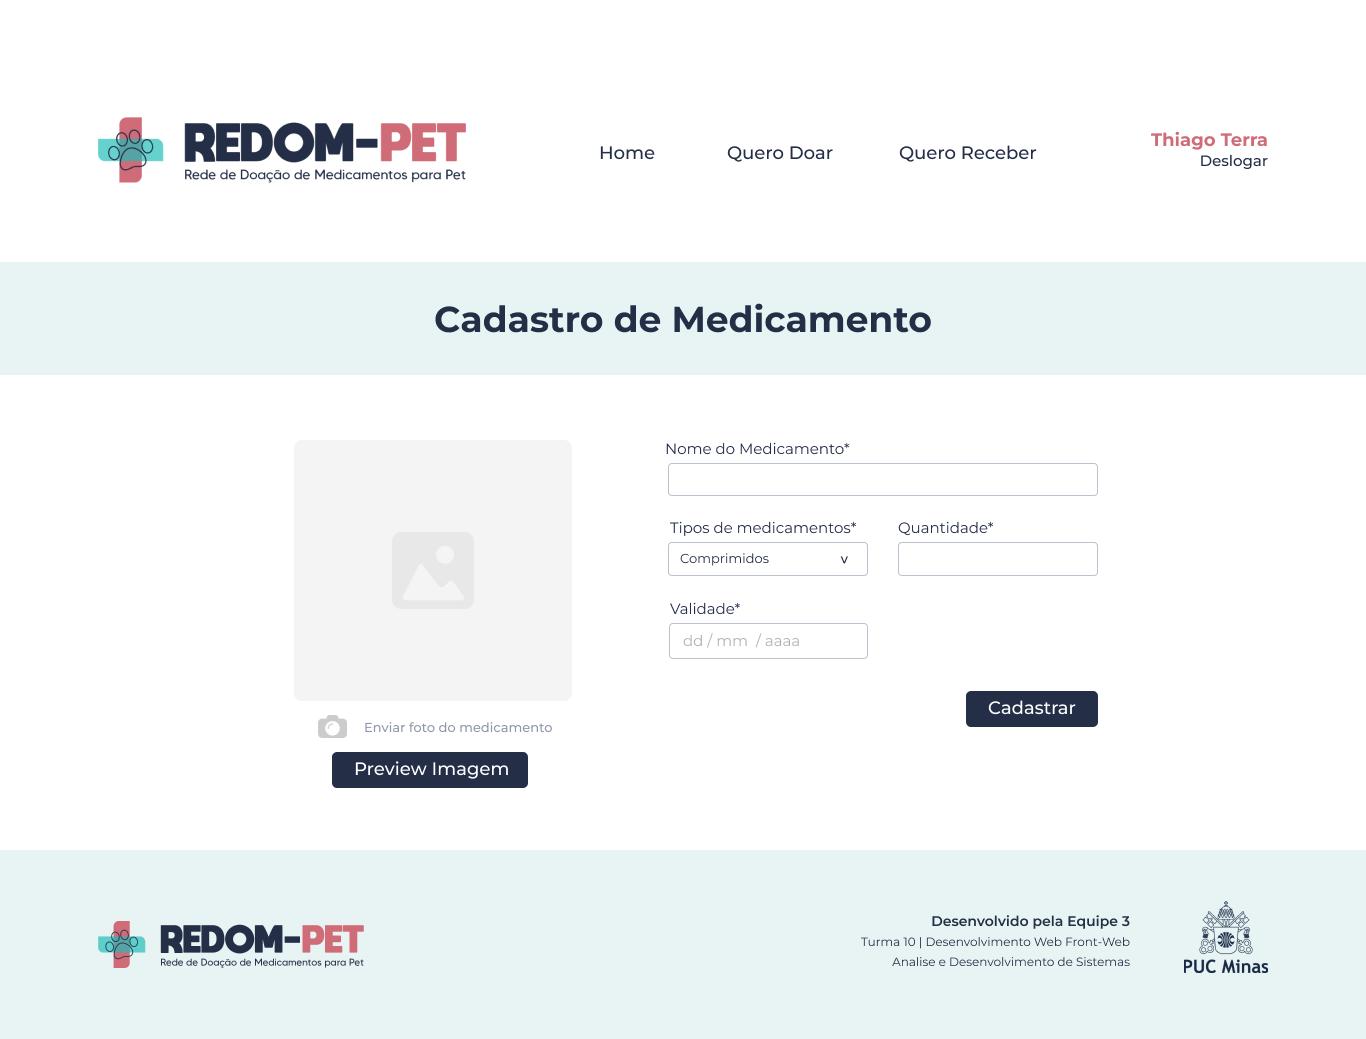 REDOM-PET
Rede de Doação de Medicamentos para Pet
Home
Quero Doar
Quero Receber
Thiago Terra
Deslogar
Cadastro de Medicamento
Nome do Medicamento*
Tipos de medicamentos*
Quantidade*
Comprimidos
v
Validade*
dd / mm / aaaa
Cadastrar
Enviar foto do medicamento
Preview Imagem
REDOM-PET
Rede de Doação de Medicamentos para Pet
Desenvolvido pela Equipe 3
Turma 10 | Desenvolvimento Web Front-Web
Analise e Desenvolvimento de Sistemas
PUC Minas